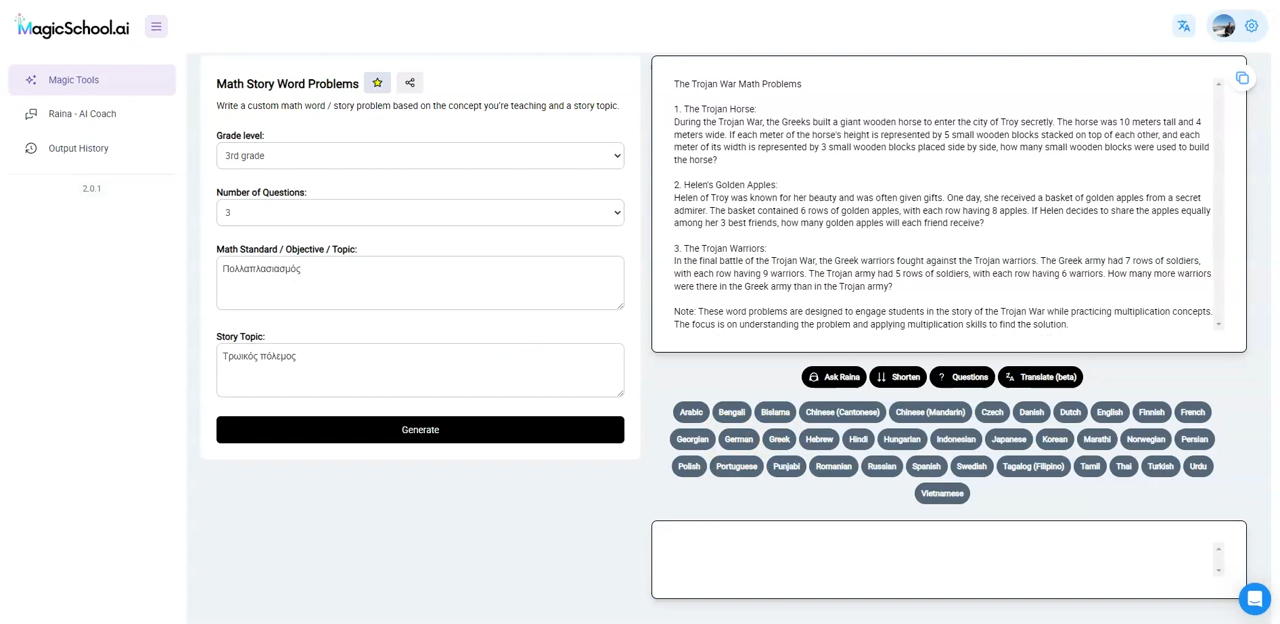 MagicSchool.ai
Magic Tools
Raina - AI Coach
Output History
2.0.1
Math Story Word Problems
Write a custom math word / story problem based on the concept you're teaching and a story topic.
Grade level:
3rd grade
Number of Questions:
3
Math Standard / Objective / Topic:
Πολλαπλασιασμός
Story Topic:
Τρωικός πόλεμος
Generate
The Trojan War Math Problems
1. The Trojan Horse:
During the Trojan War, the Greeks built a giant wooden horse to enter the city of Troy secretly. The horse was 10 meters tall and 4
meters wide. If each meter of the horse's height is represented by 5 small wooden blocks stacked on top of each other, and each
meter of its width is represented by 3 small wooden blocks placed side by side, how many small wooden blocks were used to build
the horse?
2. Helen's Golden Apples:
Helen of Troy was known for her beauty and was often given gifts. One day, she received a basket of golden apples from a secret
admirer. The basket contained 6 rows of golden apples, with each row having 8 apples. If Helen decides to share the apples equally
among her 3 best friends, how many golden apples will each friend receive?
3. The Trojan Warriors:
In the final battle of the Trojan War, the Greek warriors fought against the Trojan warriors. The Greek army had 7 rows of soldiers,
with each row having 9 warriors. The Trojan army had 5 rows of soldiers, with each row having 6 warriors. How many more warriors
were there in the Greek army than in the Trojan army?
Note: These word problems are designed to engage students in the story of the Trojan War while practicing multiplication concepts.
The focus is on understanding the problem and applying multiplication skills to find the solution.
Ask Raina Shorten ? Questions Translate (beta)
Arabic Bengali Bislama Chinese (Cantonese) Chinese (Mandarin) Czech Danish Dutch English Finnish French
Georgian German Greek Hebrew Hindi Hungarian Indonesian Japanese Korean Marathi Norwegian Persian
Polish Portuguese Punjabi Romanian Russian Spanish Swedish Tagalog (Filipino) Tamil Thai Turkish Urdu
Vietnamese